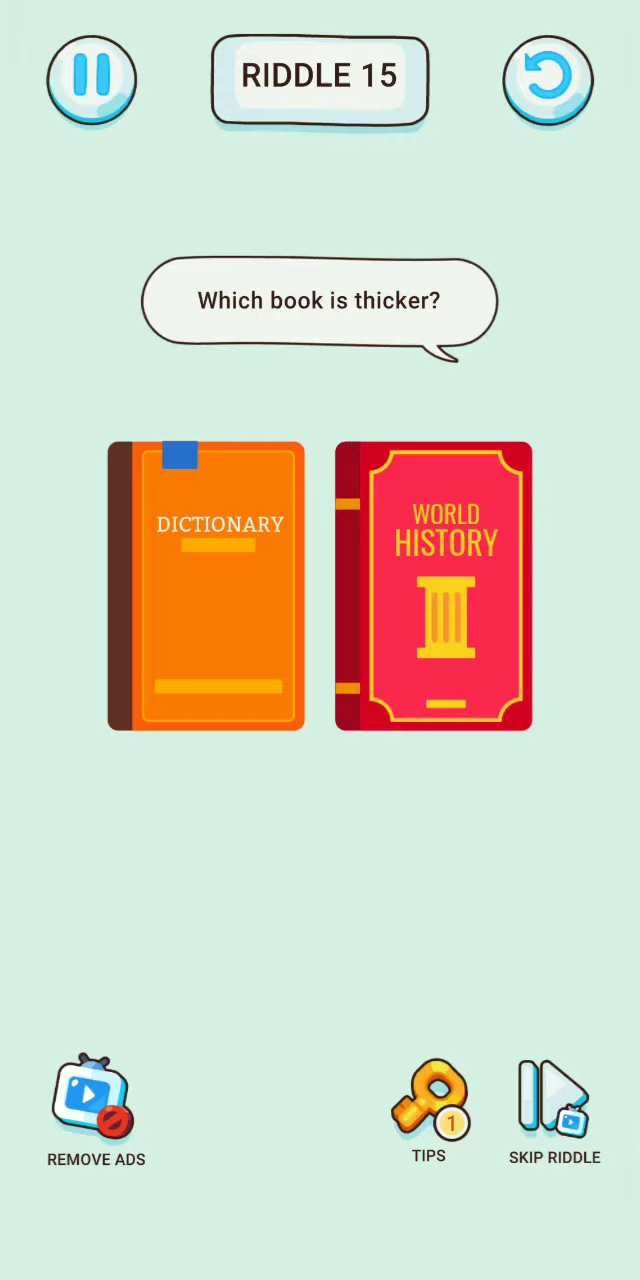 RIDDLE 15
Which book is thicker?
DICTIONARY
WORLD
HISTORY
1
REMOVE ADS
TIPS
SKIP RIDDLE